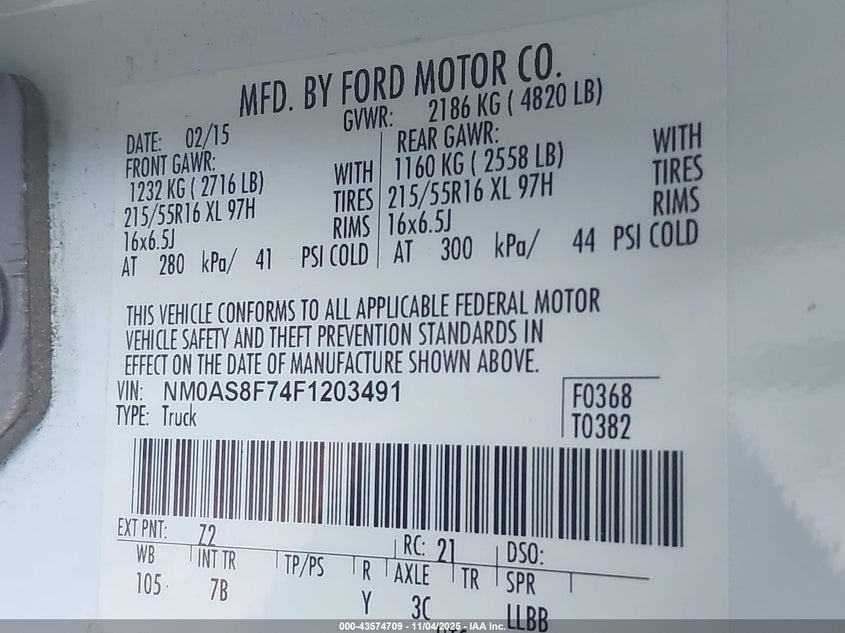 MFD. BY FORD MOTOR CO.
DATE: 02/15
GVWR: 2186 KG ( 4820 LB)
FRONT GAWR:
1232 KG ( 2716 LB) WITH
215/55R16 XL 97H TIRES
16x6.5J RIMS
AT 280 kPa/ 41 PSI COLD
REAR GAWR:
1160 KG ( 2558 LB) WITH
215/55R16 XL 97H TIRES
16x6.5J RIMS
AT 300 kPa/ 44 PSI COLD
THIS VEHICLE CONFORMS TO ALL APPLICABLE FEDERAL MOTOR
VEHICLE SAFETY AND THEFT PREVENTION STANDARDS IN
EFFECT ON THE DATE OF MANUFACTURE SHOWN ABOVE.
VIN: NM0AS8F74F1203491
TYPE: Truck
F0368
T0382
EXT PNT: Z2 RC: 21 DSO:
WB INT TR TP/PS R AXLE TR SPR
105 7B Y 3C LLBB
000-43574709 - 11/04/2025 - IAA Inc.